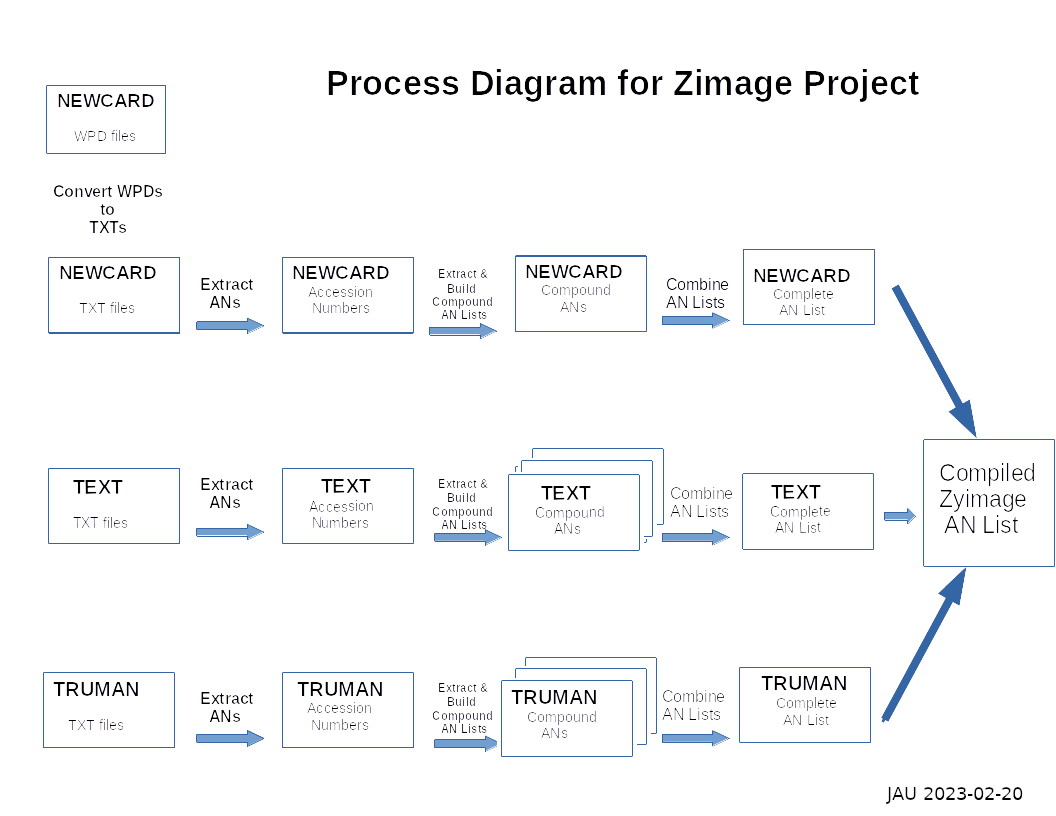 Process Diagram for Zimage Project
NEWCARD
WPD files
Convert WPDs
to
TXTs
NEWCARD
TXT files
Extract
ANs
NEWCARD
Accession
Numbers
Extract &
Build
Compound
AN Lists
NEWCARD
Compound
ANs
Combine
AN Lists
NEWCARD
Complete
AN List
TEXT
TXT files
Extract
ANs
TEXT
Accession
Numbers
Extract &
Build
Compound
AN Lists
TEXT
Compound
ANs
Combine
AN Lists
TEXT
Complete
AN List
Compiled
Zyimage
AN List
TRUMAN
TXT files
Extract
ANs
TRUMAN
Accession
Numbers
Extract &
Build
Compound
AN Lists
TRUMAN
Compound
ANs
Combine
AN Lists
TRUMAN
Complete
AN List
JAU 2023-02-20